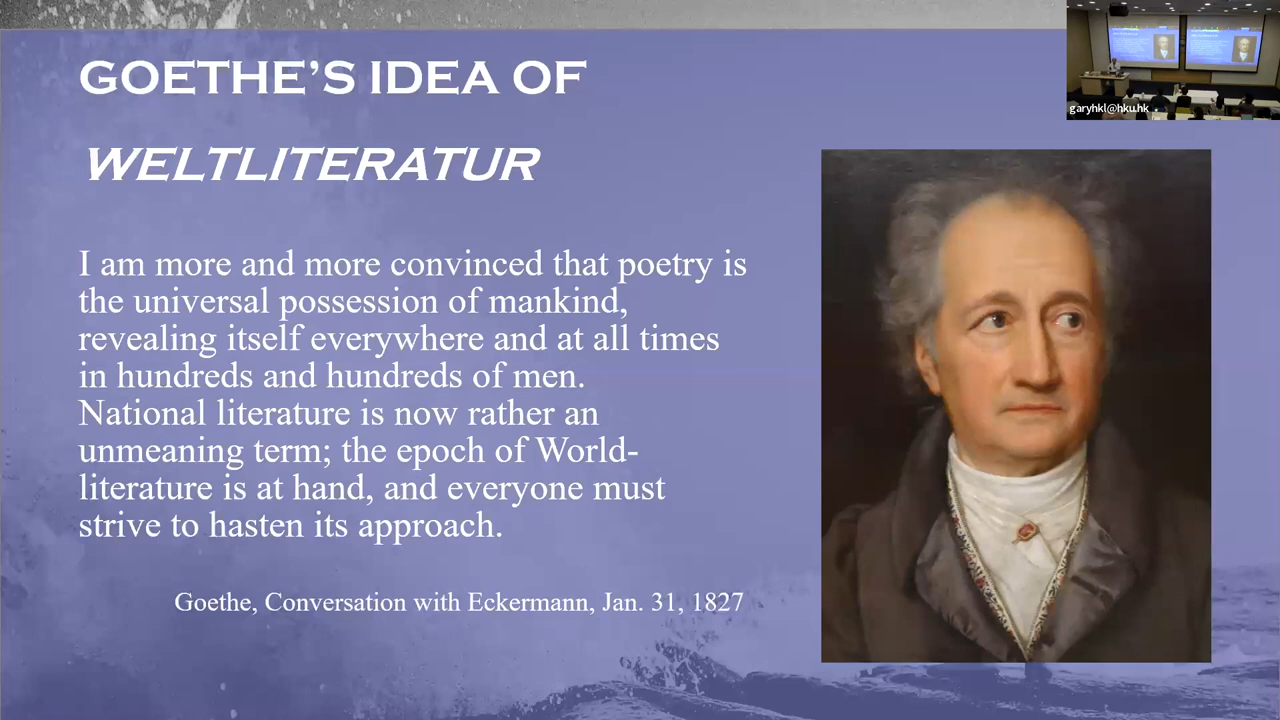 GOETHE’S IDEA OF
WELTLITERATUR
I am more and more convinced that poetry is
the universal possession of mankind,
revealing itself everywhere and at all times
in hundreds and hundreds of men.
National literature is now rather an
unmeaning term; the epoch of World-
literature is at hand, and everyone must
strive to hasten its approach.
Goethe, Conversation with Eckermann, Jan. 31, 1827
garyhkl@hku.hk